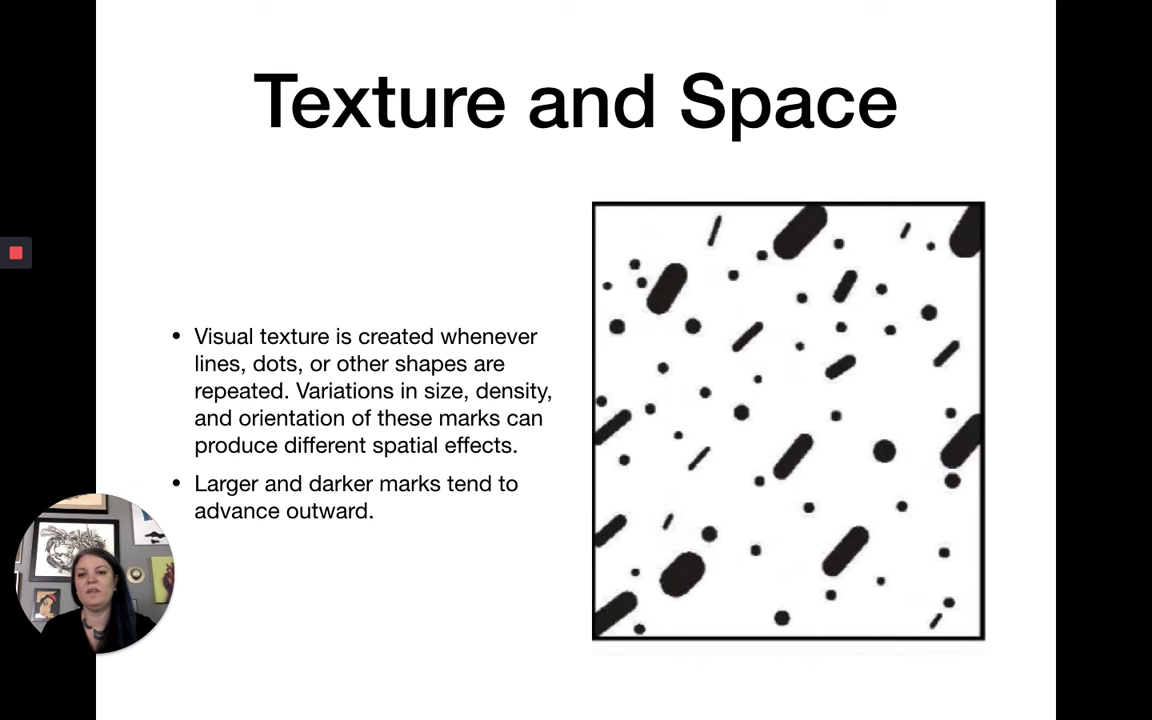 Texture and Space
• Visual texture is created whenever
lines, dots, or other shapes are
repeated. Variations in size, density,
and orientation of these marks can
produce different spatial effects.
• Larger and darker marks tend to
advance outward.